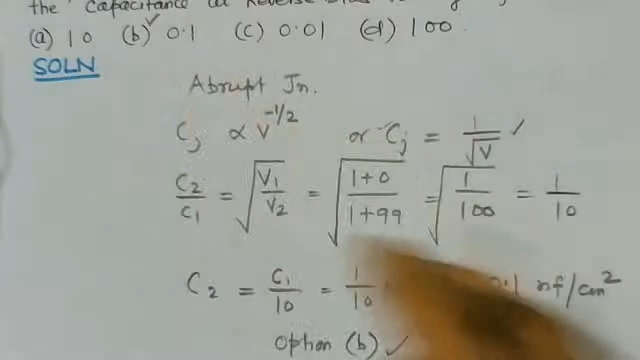 the capacitance at Reverse
(a) 10 (b) 0.1 (c) 0.01 (d) 100.
SOLN
Abrupt Jn.
Cj ∝ V^-1/2 or Cj = 1/√V ✓
C2/C1 = √(V1/V2) = √((1+0)/(1+99)) = √(1/100) = 1/10
C2 = C1/10 = 1/10 0.1 nf/cm²
Option (b) ✓